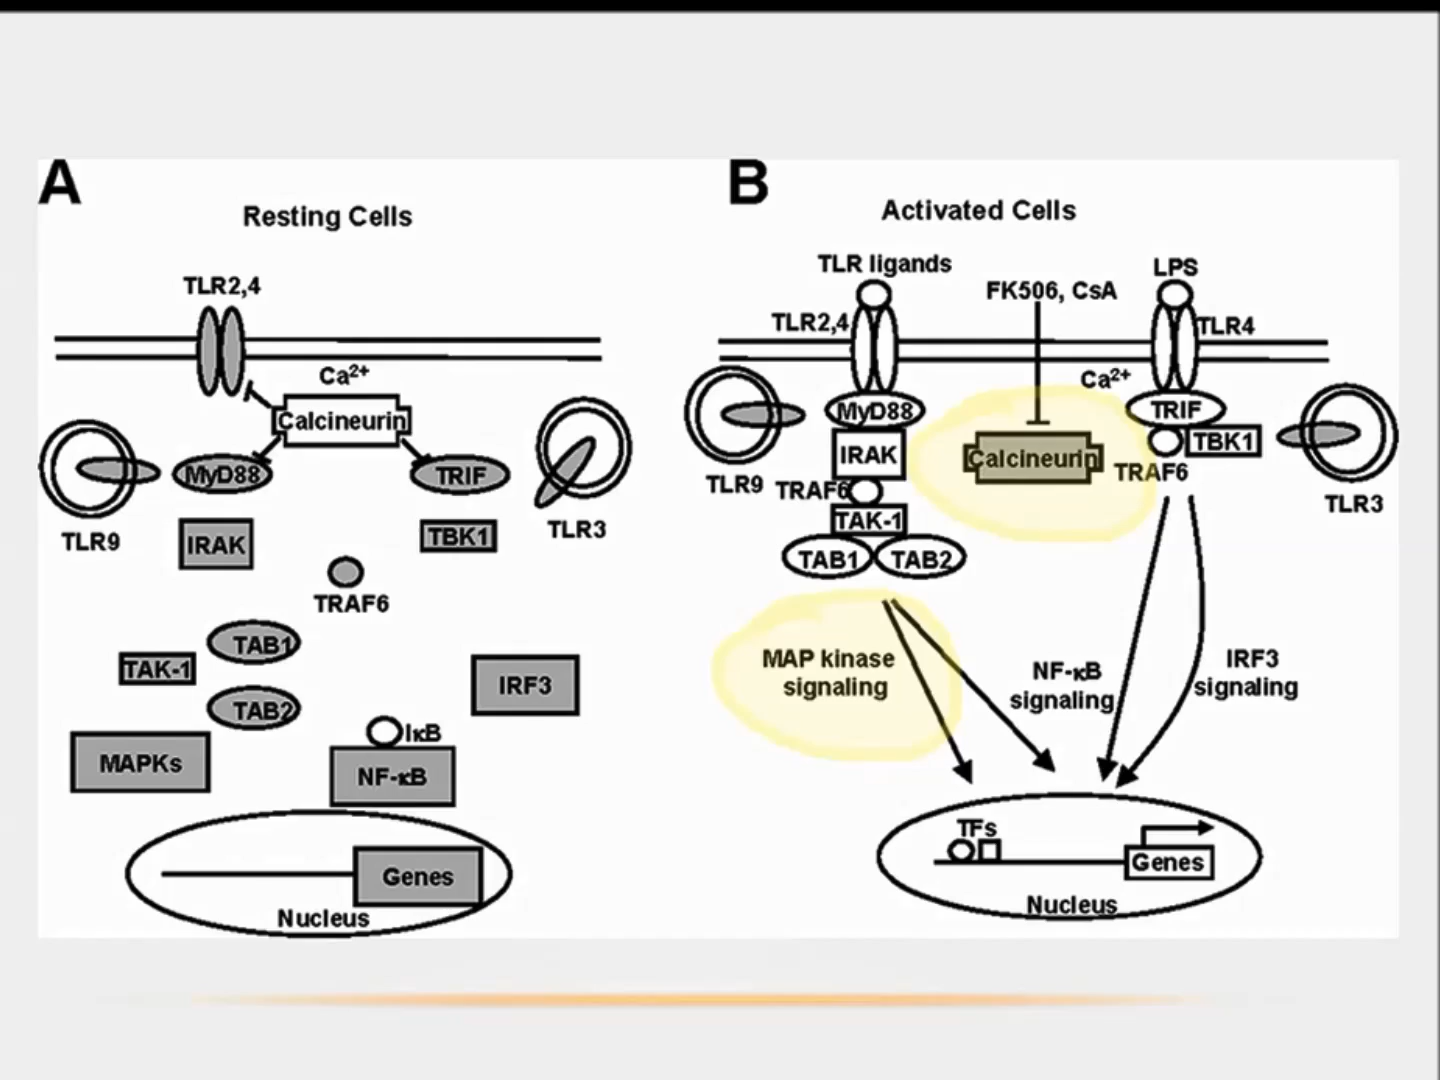 A
Resting Cells
TLR2,4
Ca2+
Calcineurin
TLR9
MyD88
TRIF
TLR3
IRAK
TBK1
TRAF6
TAB1
TAK-1
TAB2
IRF3
MAPKs
IκB
NF-κB
Genes
Nucleus
B
Activated Cells
TLR ligands
FK506, CsA
LPS
TLR2,4
TLR4
Ca2+
MyD88
TRIF
IRAK
Calcineurin
TBK1
TLR9
TRAF6
TRAF6
TLR3
TAK-1
TAB1
TAB2
MAP kinase
signaling
NF-κB
signaling
IRF3
signaling
TFs
Genes
Nucleus